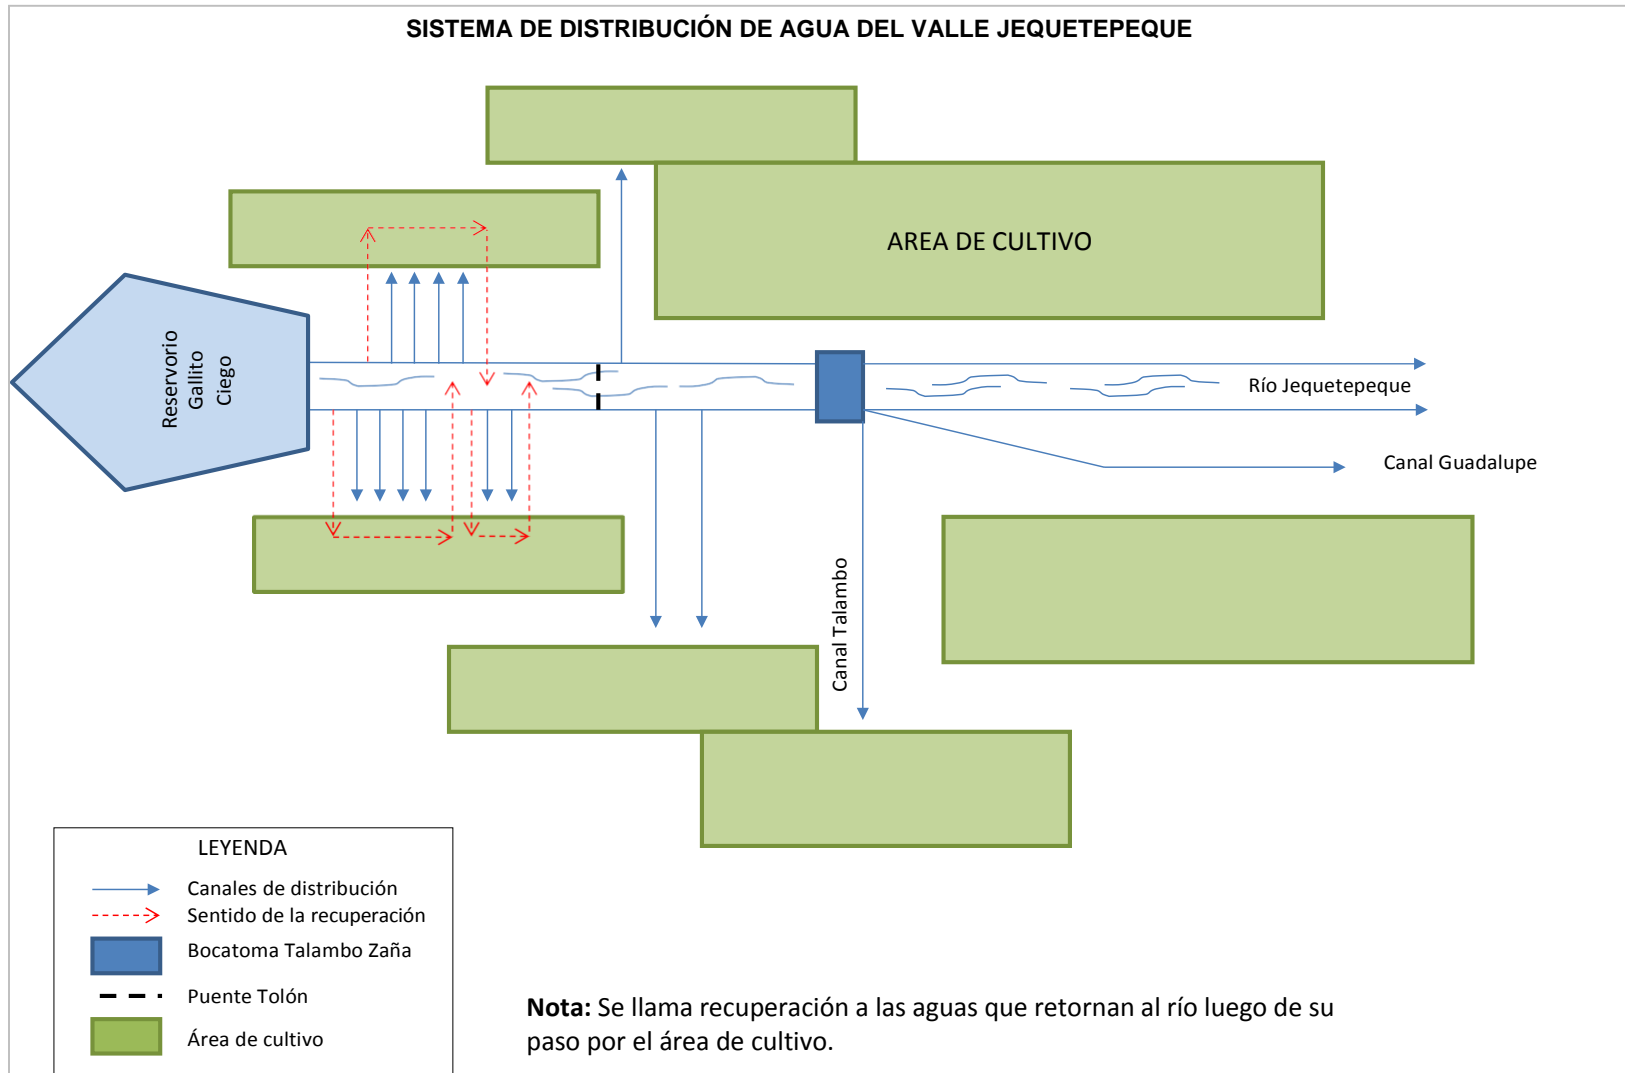 SISTEMA DE DISTRIBUCIÓN DE AGUA DEL VALLE JEQUETEPEQUE
AREA DE CULTIVO
Reservorio
Gallito
Ciego
Río Jequetepeque
Canal Guadalupe
Canal Talambo
LEYENDA
Canales de distribución
Sentido de la recuperación
Bocatoma Talambo Zaña
Puente Tolón
Área de cultivo
Nota: Se llama recuperación a las aguas que retornan al río luego de su
paso por el área de cultivo.